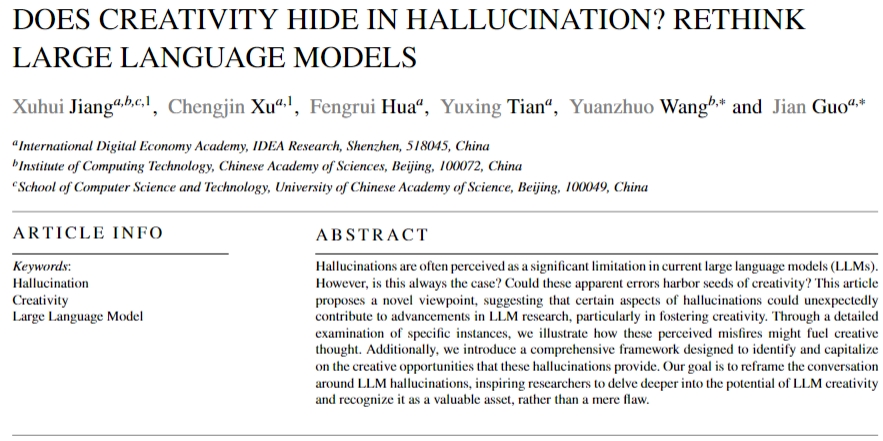 DOES CREATIVITY HIDE IN HALLUCINATION? RETHINK
LARGE LANGUAGE MODELS
Xuhui Jiang^a,b,c,1, Chengjin Xu^a,1, Fengrui Hua^a, Yuxing Tian^a, Yuanzhuo Wang^b,* and Jian Guo^a,*
^aInternational Digital Economy Academy, IDEA Research, Shenzhen, 518045, China
^bInstitute of Computing Technology, Chinese Academy of Sciences, Beijing, 100072, China
^cSchool of Computer Science and Technology, University of Chinese Academy of Science, Beijing, 100049, China
ARTICLE INFO
Keywords:
Hallucination
Creativity
Large Language Model
ABSTRACT
Hallucinations are often perceived as a significant limitation in current large language models (LLMs).
However, is this always the case? Could these apparent errors harbor seeds of creativity? This article
proposes a novel viewpoint, suggesting that certain aspects of hallucinations could unexpectedly
contribute to advancements in LLM research, particularly in fostering creativity. Through a detailed
examination of specific instances, we illustrate how these perceived misfires might fuel creative
thought. Additionally, we introduce a comprehensive framework designed to identify and capitalize
on the creative opportunities that these hallucinations provide. Our goal is to reframe the conversation
around LLM hallucinations, inspiring researchers to delve deeper into the potential of LLM creativity
and recognize it as a valuable asset, rather than a mere flaw.